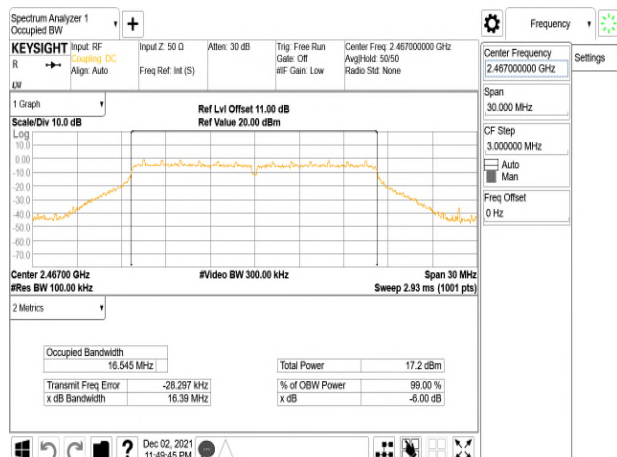 Spectrum Analyzer 1
Occupied BW
+
Frequency
KEYSIGHT
R
LXI
Input: RF
Coupling: DC
Align: Auto
Input Z: 50 Ω
Freq Ref: Int (S)
Atten: 30 dB
Trig: Free Run
Gate: Off
#IF Gain: Low
Center Freq: 2.467000000 GHz
Avg|Hold: 50/50
Radio Std: None
Center Frequency
2.467000000 GHz
Settings
Span
30.000 MHz
CF Step
3.000000 MHz
Auto
Man
Freq Offset
0 Hz
1 Graph
Scale/Div 10.0 dB
Ref Lvl Offset 11.00 dB
Ref Value 20.00 dBm
Log
10.0
0.00
-10.0
-20.0
-30.0
-40.0
-50.0
-60.0
-70.0
Center 2.46700 GHz
#Res BW 100.00 kHz
#Video BW 300.00 kHz
Span 30 MHz
Sweep 2.93 ms (1001 pts)
2 Metrics
Occupied Bandwidth
16.545 MHz
Total Power 17.2 dBm
Transmit Freq Error -28.297 kHz
% of OBW Power 99.00 %
x dB Bandwidth 16.39 MHz
x dB -6.00 dB
?
Dec 02, 2021
11:49:45 PM